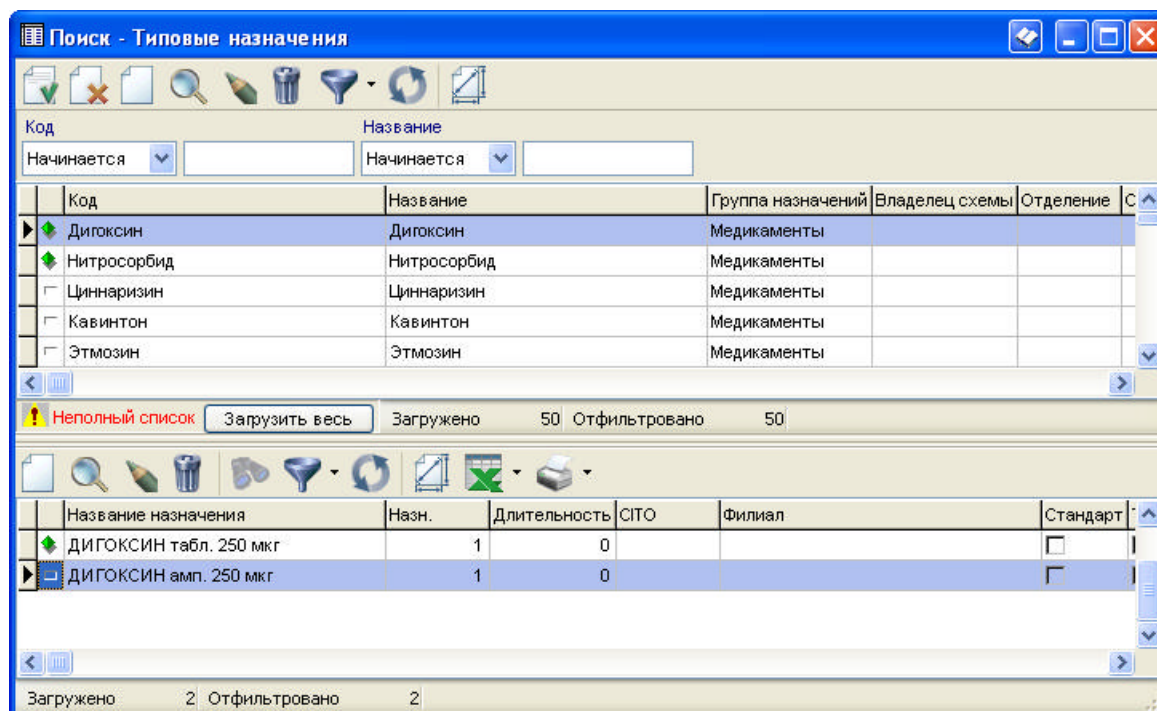 Поиск - Типовые назначения
Код Название
Начинается Начинается
Код Название Группа назначений Владелец схемы Отделение С
Дигоксин Дигоксин Медикаменты
Нитросорбид Нитросорбид Медикаменты
Циннаризин Циннаризин Медикаменты
Кавинтон Кавинтон Медикаменты
Этмозин Этмозин Медикаменты
Неполный список Загрузить весь Загружено 50 Отфильтровано 50
Название назначения Назн. Длительность CITO Филиал Стандарт
ДИГОКСИН табл. 250 мкг 1 0
ДИГОКСИН амп. 250 мкг 1 0
Загружено 2 Отфильтровано 2